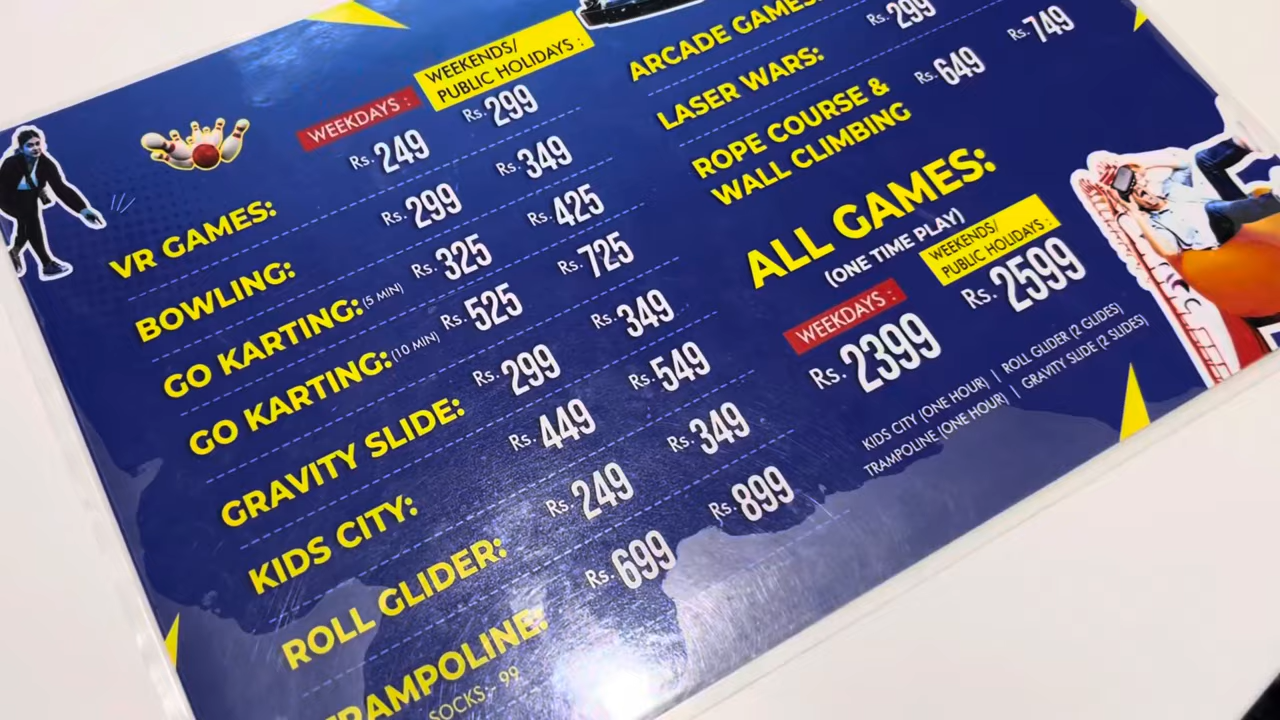 WEEKDAYS :
WEEKENDS/
PUBLIC HOLIDAYS :
VR GAMES: Rs. 249 Rs. 299
BOWLING: Rs. 299 Rs. 349
GO KARTING: (5 MIN) Rs. 325 Rs. 425
GO KARTING: (10 MIN) Rs. 525 Rs. 725
GRAVITY SLIDE: Rs. 299 Rs. 349
KIDS CITY: Rs. 449 Rs. 549
ROLL GLIDER: Rs. 249 Rs. 349
TRAMPOLINE: Rs. 699 Rs. 899
SOCKS - 99
ARCADE GAMES:
LASER WARS: Rs. 299
ROPE COURSE & Rs. 649 Rs. 749
WALL CLIMBING
ALL GAMES:
(ONE TIME PLAY)
WEEKDAYS :
WEEKENDS/
PUBLIC HOLIDAYS :
Rs. 2399 Rs. 2599
KIDS CITY (ONE HOUR) | ROLL GLIDER (2 GLIDES)
TRAMPOLINE (ONE HOUR) | GRAVITY SLIDE (2 SLIDES)